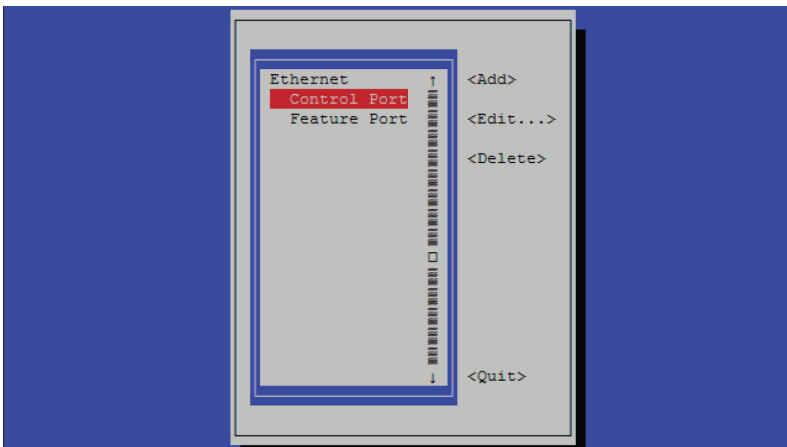 Ethernet ↑ <Add>
Control Port
Feature Port <Edit...>
<Delete>
↓ <Quit>